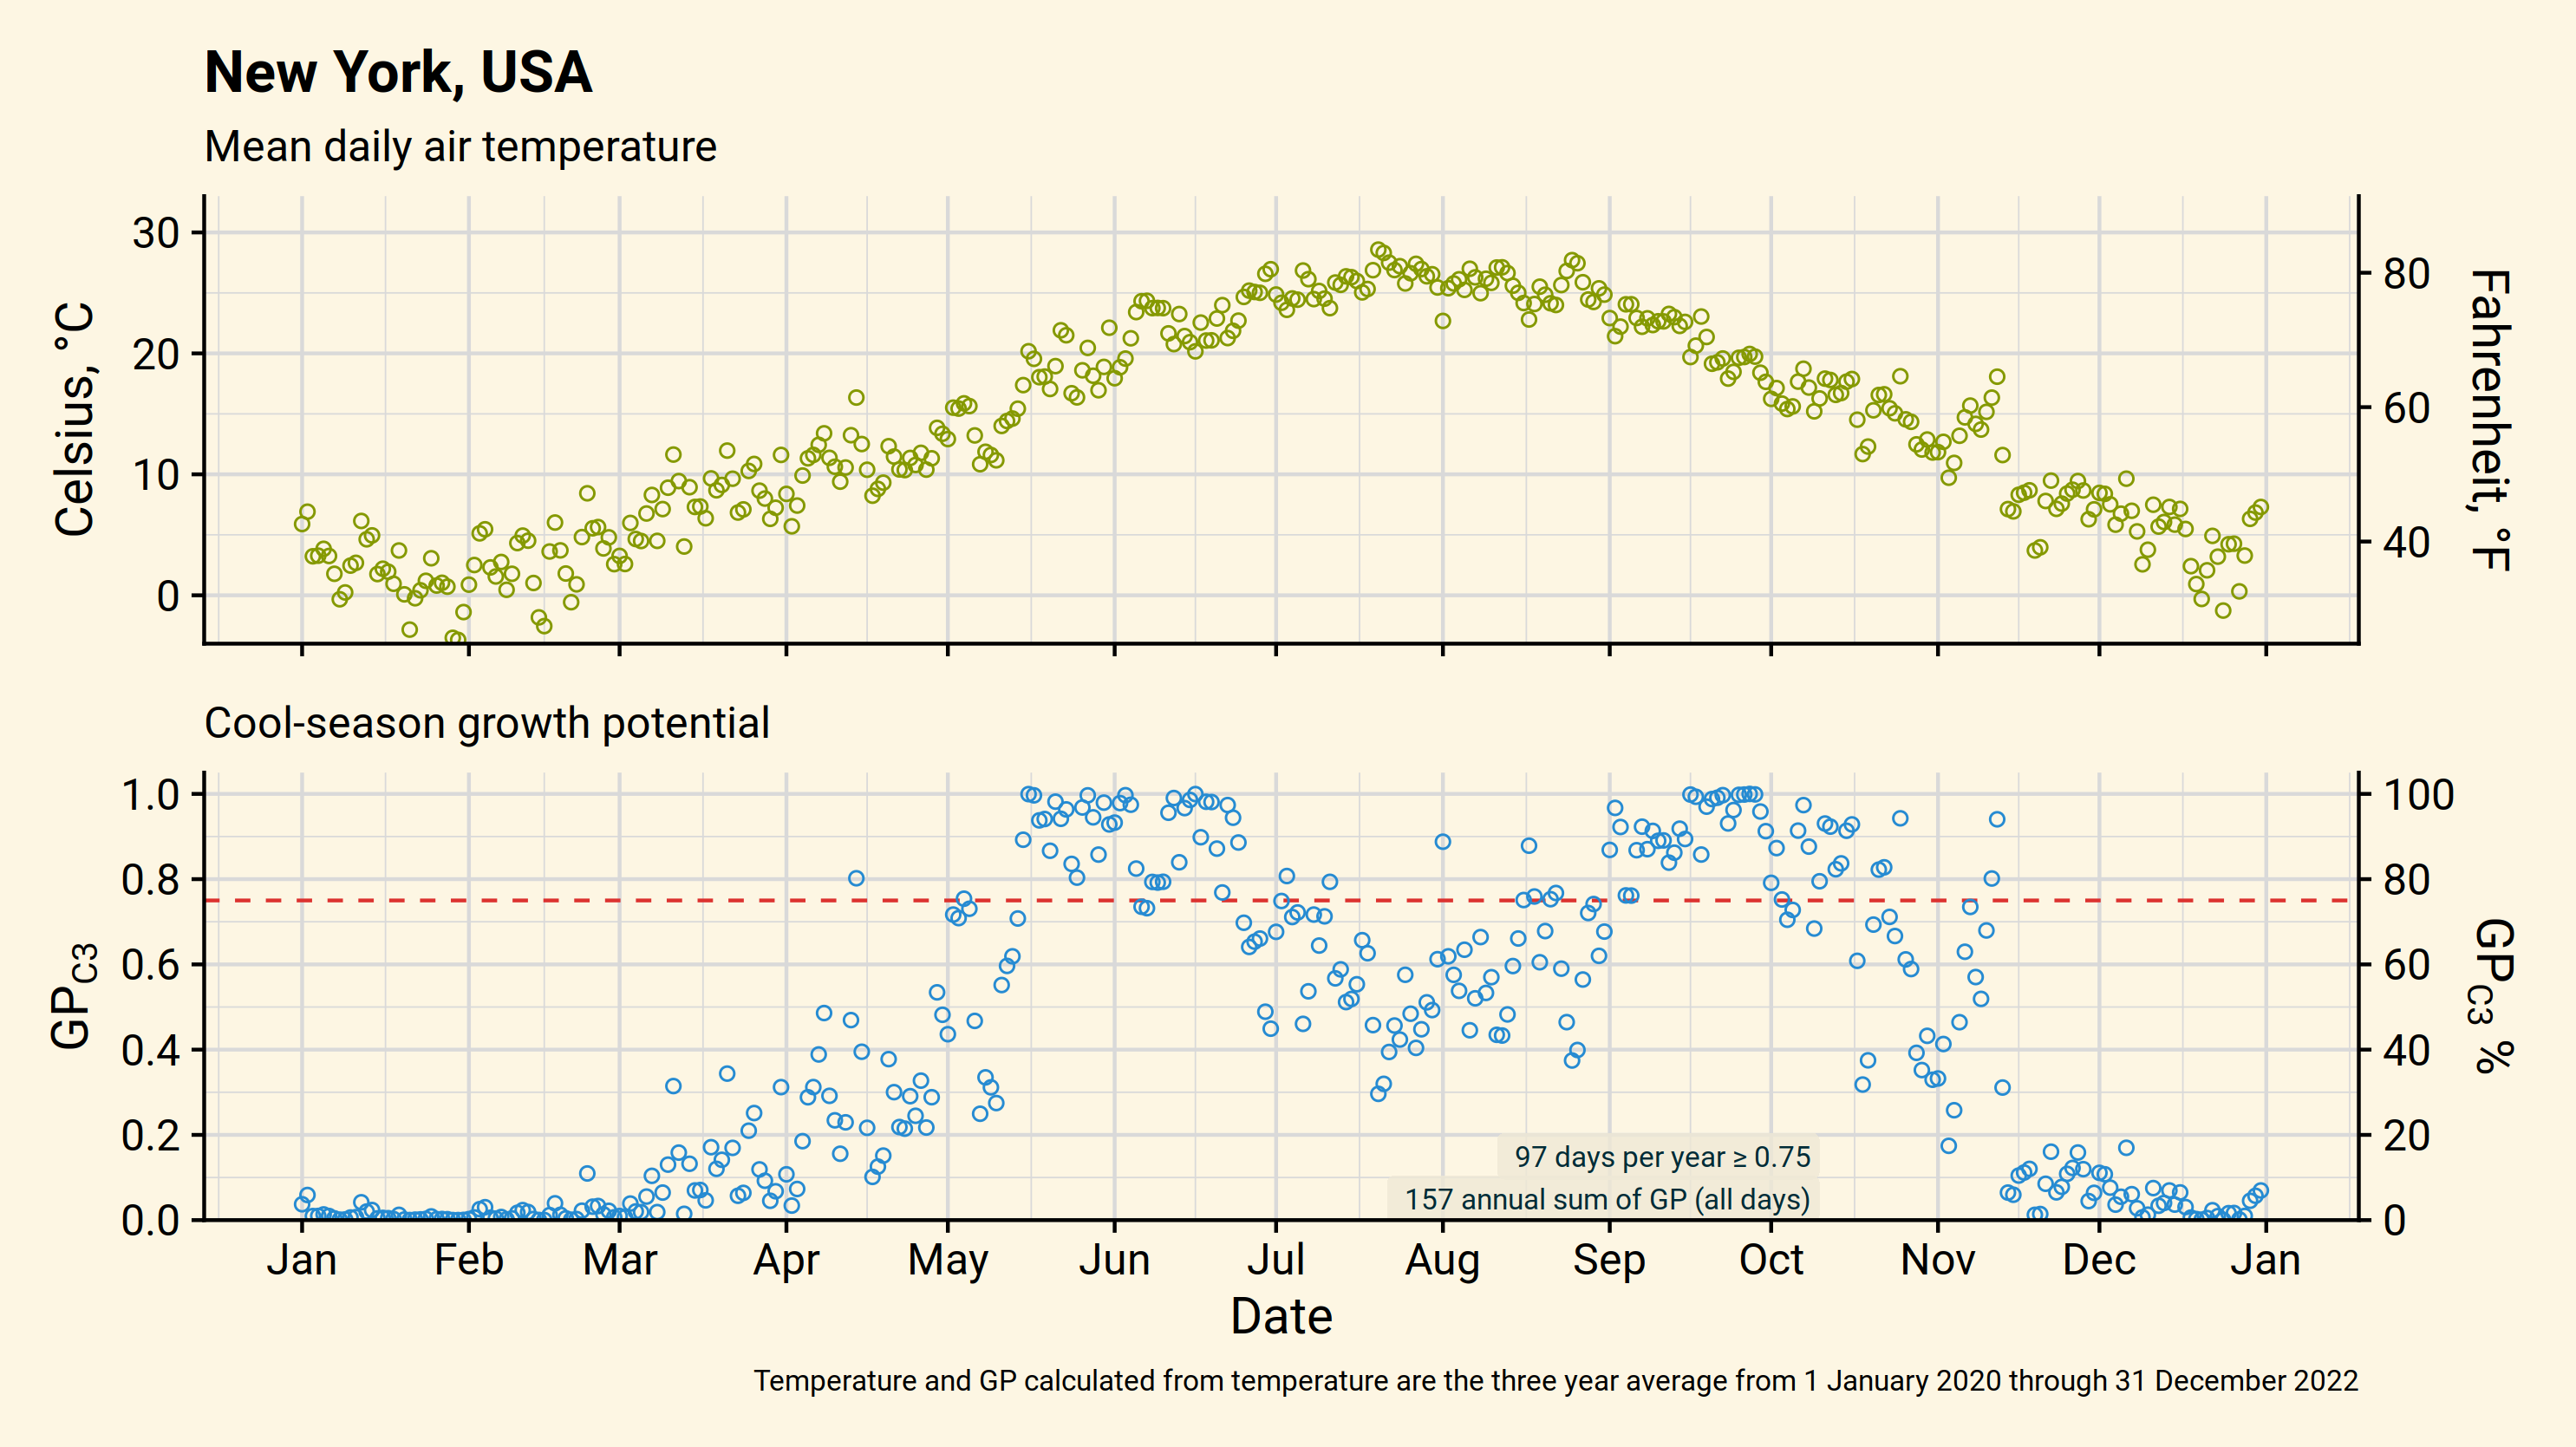 New York, USA
Mean daily air temperature
Celsius, °C
30
20
10
0
80
60
40
Fahrenheit, °F
Cool-season growth potential
GPC3
1.0
0.8
0.6
0.4
0.2
0.0
100
80
60
40
20
0
GPC3 %
97 days per year ≥ 0.75
157 annual sum of GP (all days)
Jan Feb Mar Apr May Jun Jul Aug Sep Oct Nov Dec Jan
Date
Temperature and GP calculated from temperature are the three year average from 1 January 2020 through 31 December 2022